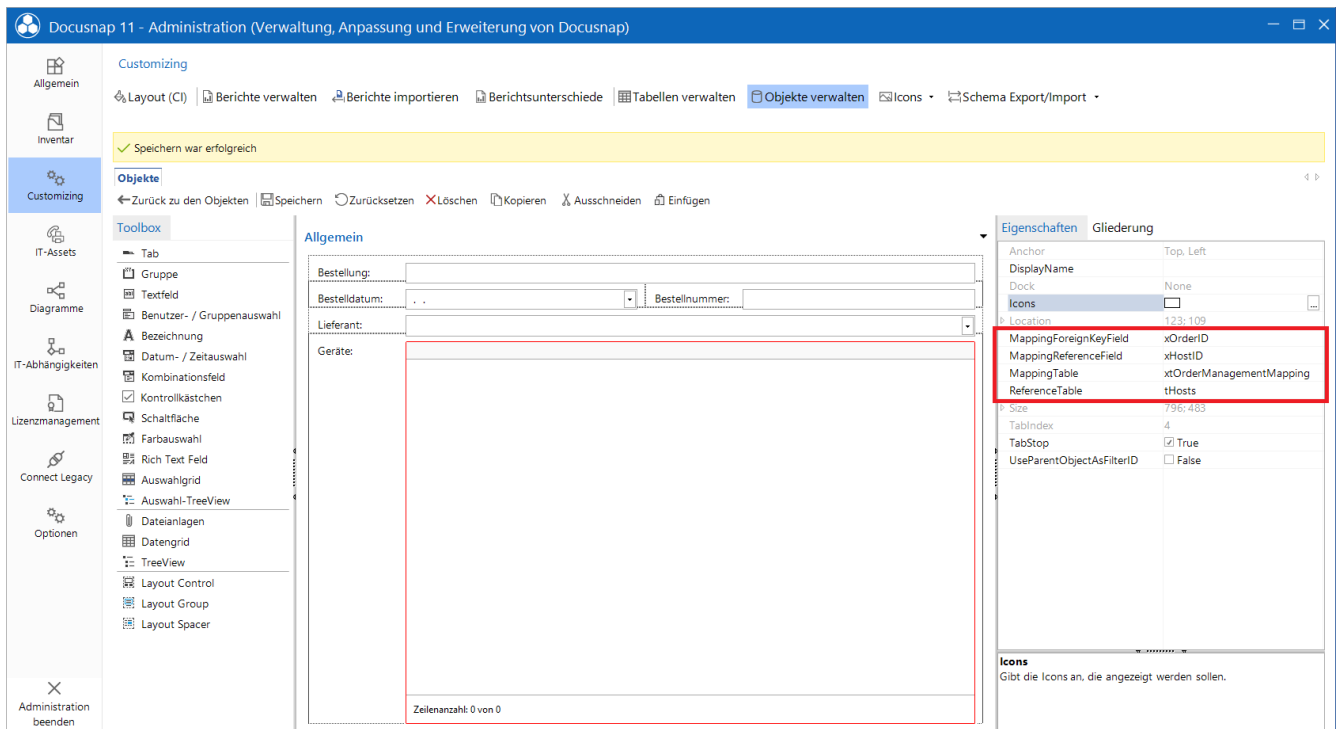 Docusnap 11 - Administration (Verwaltung, Anpassung und Erweiterung von Docusnap)
Allgemein
Inventar
Customizing
IT-Assets
Diagramme
IT-Abhängigkeiten
Lizenzmanagement
Connect Legacy
Optionen
Administration
beenden
Customizing
Layout (CI) Berichte verwalten Berichte importieren Berichtsunterschiede Tabellen verwalten Objekte verwalten Icons Schema Export/Import
Speichern war erfolgreich
Objekte
Zurück zu den Objekten Speichern Zurücksetzen Löschen Kopieren Ausschneiden Einfügen
Toolbox
Tab
Gruppe
Textfeld
Benutzer- / Gruppenauswahl
Bezeichnung
Datum- / Zeitauswahl
Kombinationsfeld
Kontrollkästchen
Schaltfläche
Farbauswahl
Rich Text Feld
Auswahlgrid
Auswahl-TreeView
Dateianlagen
Datengrid
TreeView
Layout Control
Layout Group
Layout Spacer
Allgemein
Bestellung:
Bestelldatum: . . Bestellnummer:
Lieferant:
Geräte:
Zeilenanzahl: 0 von 0
Eigenschaften Gliederung
Anchor Top, Left
DisplayName
Dock None
Icons ...
Location 123; 109
MappingForeignKeyField xOrderID
MappingReferenceField xHostID
MappingTable xtOrderManagementMapping
ReferenceTable tHosts
Size 796; 483
TabIndex 4
TabStop True
UseParentObjectAsFilterID False
Icons
Gibt die Icons an, die angezeigt werden sollen.